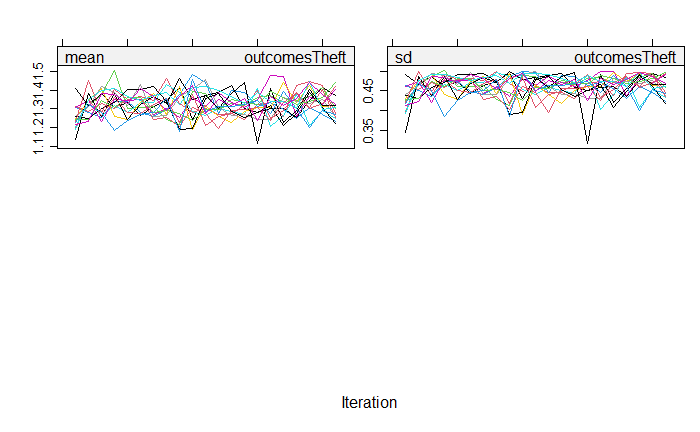 mean outcomesTheft
sd outcomesTheft
1.1 1.2 1.3 1.4 1.5
0.35 0.45
Iteration